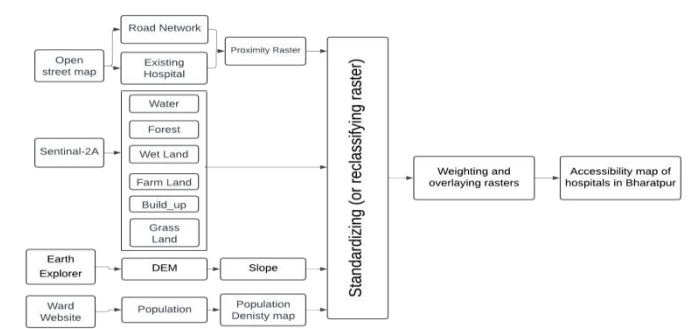 Open
street map
Road Network
Existing
Hospital
Proximity Raster
Sentinal-2A
Water
Forest
Wet Land
Farm Land
Build_up
Grass
Land
Earth
Explorer
DEM
Slope
Ward
Website
Population
Population
Denisty map
Standardizing (or reclassifying raster)
Weighting and
overlaying rasters
Accessibility map of
hospitals in Bharatpur